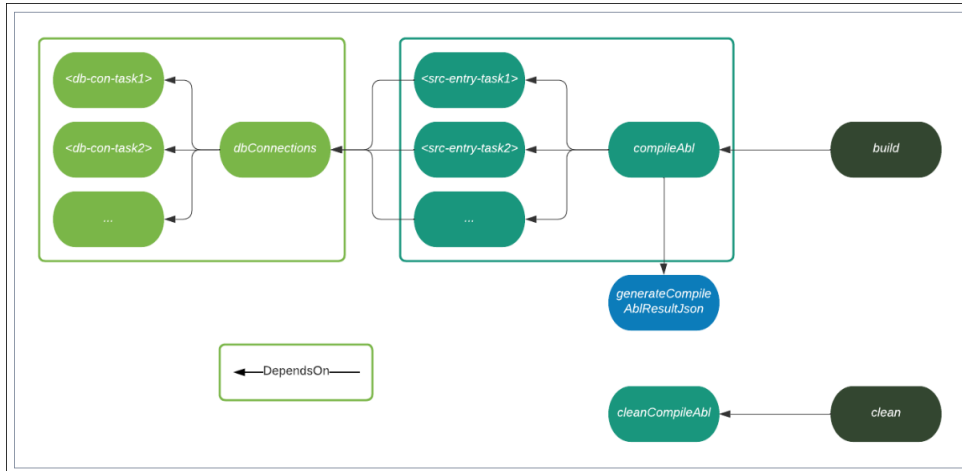 <db-con-task1>
<db-con-task2>
...
dbConnections
<src-entry-task1>
<src-entry-task2>
...
compileAbl
build
generateCompile
AblResultJson
DependsOn
cleanCompileAbl
clean